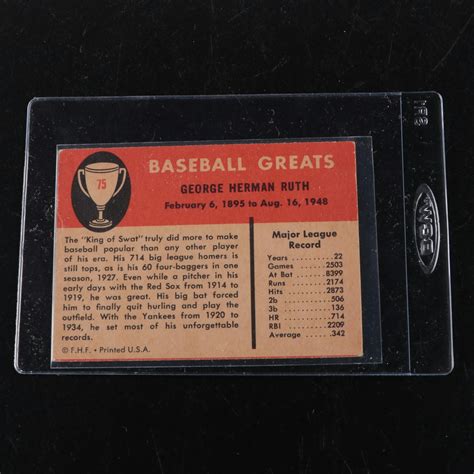 75
BASEBALL GREATS
GEORGE HERMAN RUTH
February 6, 1895 to Aug. 16, 1948
The "King of Swat" truly did more to make
baseball popular than any other player
of his era. His 714 big league homers is
still tops, as is his 60 four-baggers in one
season, 1927. Even while a pitcher in his
early days with the Red Sox from 1914 to
1919, he was great. His big bat forced
him to finally quit hurling and play the
outfield. With the Yankees from 1920 to
1934, he set most of his unforgettable
records.
© F.H.F. • Printed U.S.A.
Major League
Record
Years ........22
Games .....2503
At Bat ....8399
Runs ......2174
Hits .......2873
2b .........506
3b .........136
HR .........714
RBI .......2209
Average ....342